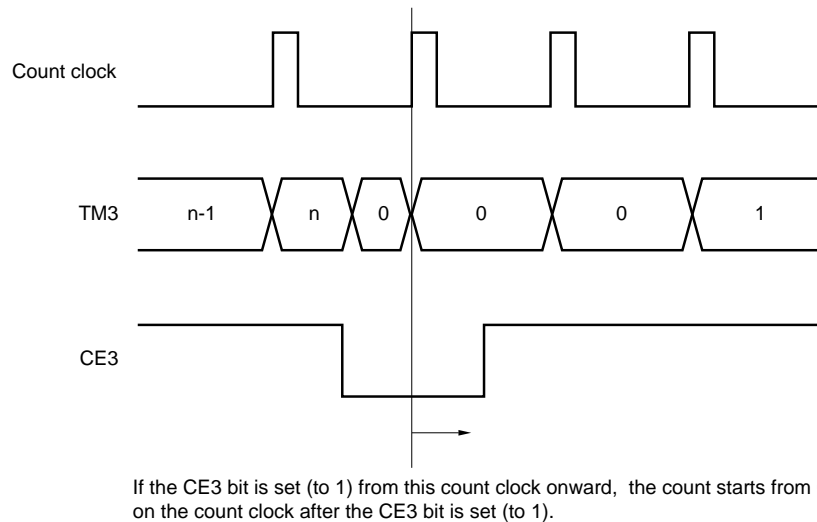 Count clock
TM3
n-1
n
0
0
0
1
CE3
If the CE3 bit is set (to 1) from this count clock onward, the count starts from
on the count clock after the CE3 bit is set (to 1).